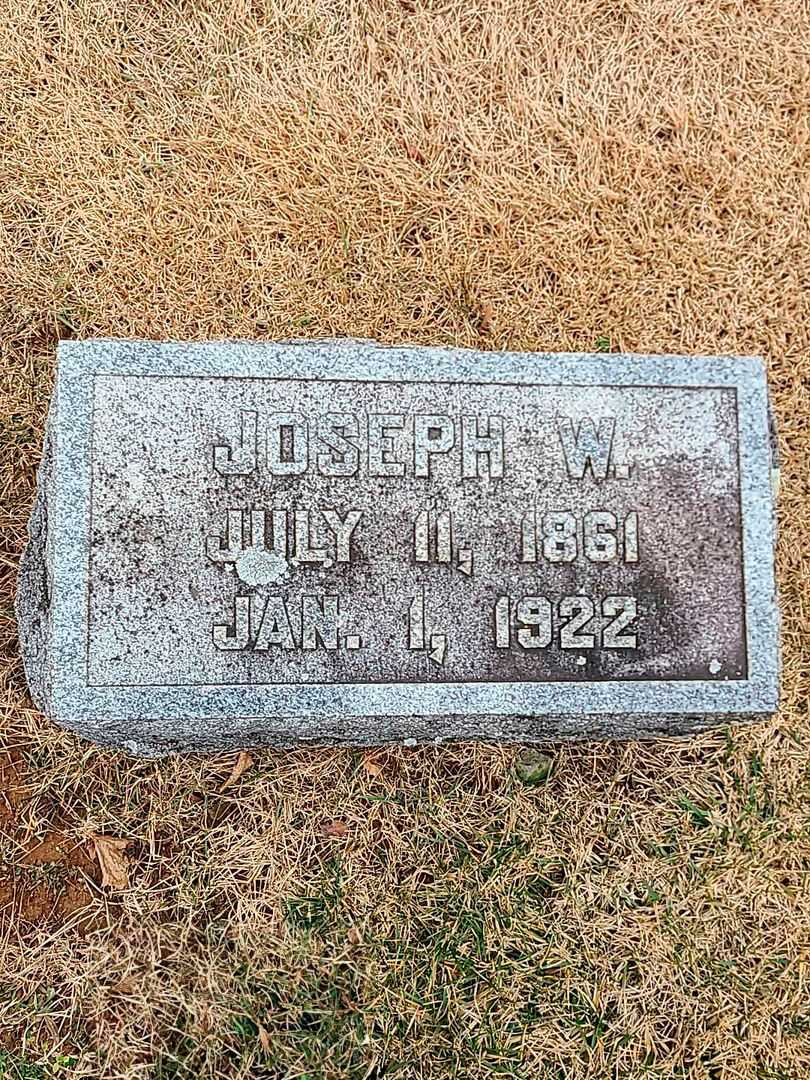 JOSEPH W.
JULY 11, 1861
JAN. 1, 1922